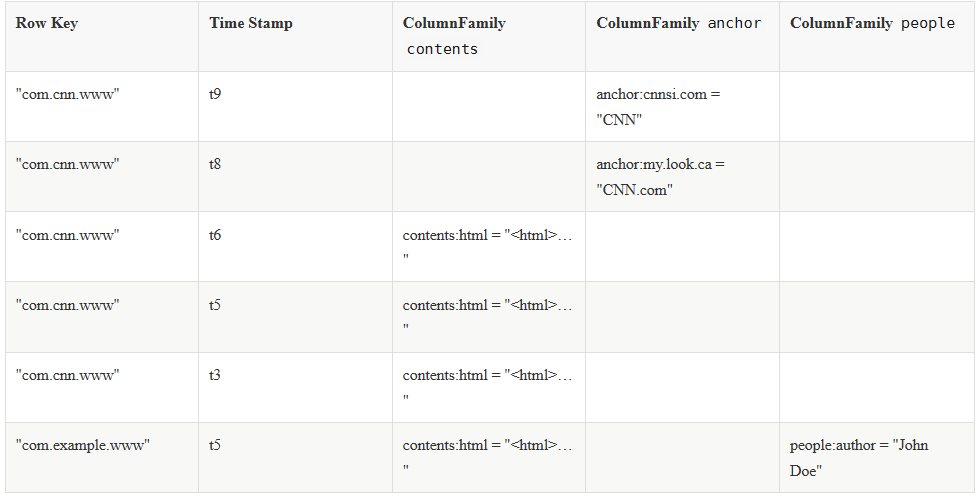 Row Key Time Stamp ColumnFamily contents ColumnFamily anchor ColumnFamily people
"com.cnn.www" t9 anchor:cnnsi.com = "CNN"
"com.cnn.www" t8 anchor:my.look.ca = "CNN.com"
"com.cnn.www" t6 contents:html = "<html>…"
"com.cnn.www" t5 contents:html = "<html>…"
"com.cnn.www" t3 contents:html = "<html>…"
"com.example.www" t5 contents:html = "<html>…" people:author = "John Doe"